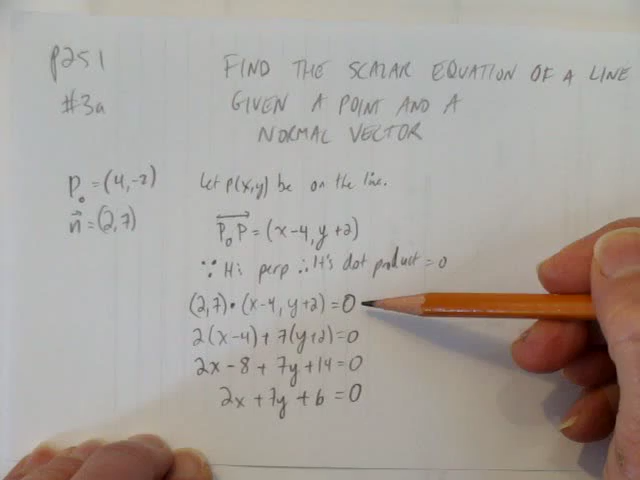 p251
#3a
FIND THE SCALAR EQUATION OF A LINE
GIVEN A POINT AND A
NORMAL VECTOR
P₀ = (4,-2)
n⃗ = (2,7)
Let P(x,y) be on the line.
P₀P = (x-4, y+2)
∵ it's perp ∴ It's dot product = 0
(2,7)•(x-4, y+2) = 0
2(x-4) + 7(y+2) = 0
2x - 8 + 7y + 14 = 0
2x + 7y + 6 = 0